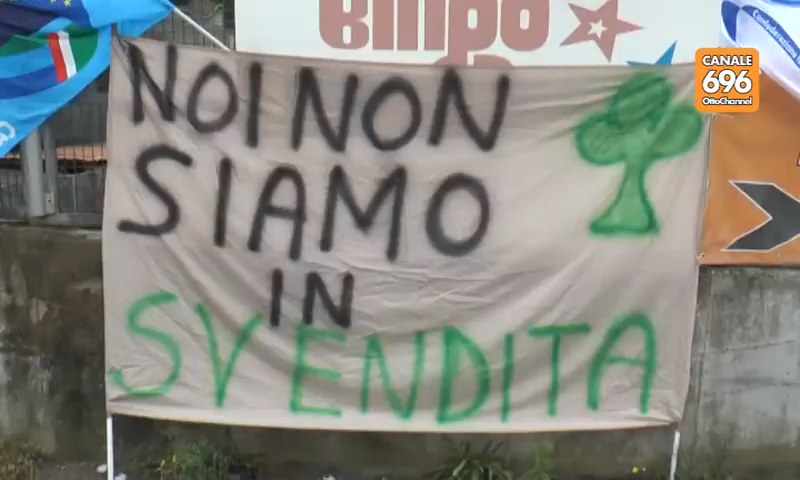 CANALE
696
OttoChannel
NOI NON
SIAMO
IN
SVENDITA